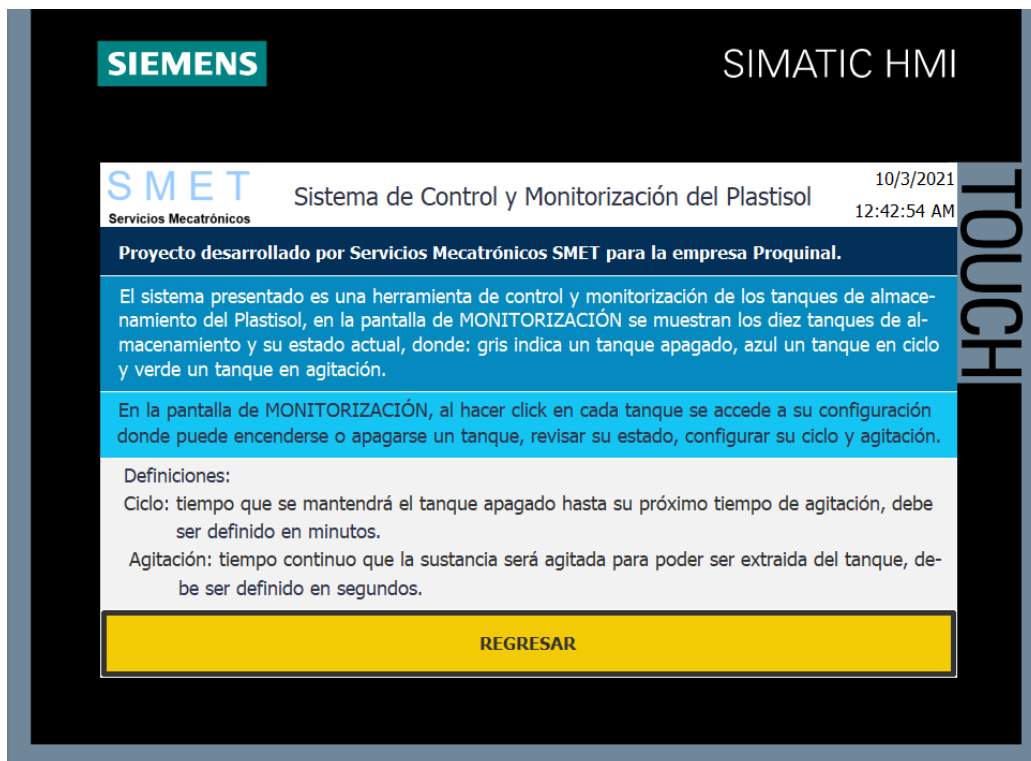 SIEMENS
SIMATIC HMI
TOUCH
S M E T
Servicios Mecatrónicos
Sistema de Control y Monitorización del Plastisol
10/3/2021
12:42:54 AM
Proyecto desarrollado por Servicios Mecatrónicos SMET para la empresa Proquinal.
El sistema presentado es una herramienta de control y monitorización de los tanques de almace-
namiento del Plastisol, en la pantalla de MONITORIZACIÓN se muestran los diez tanques de al-
macenamiento y su estado actual, donde: gris indica un tanque apagado, azul un tanque en ciclo
y verde un tanque en agitación.
En la pantalla de MONITORIZACIÓN, al hacer click en cada tanque se accede a su configuración
donde puede encenderse o apagarse un tanque, revisar su estado, configurar su ciclo y agitación.
Definiciones:
Ciclo: tiempo que se mantendrá el tanque apagado hasta su próximo tiempo de agitación, debe
ser definido en minutos.
Agitación: tiempo continuo que la sustancia será agitada para poder ser extraida del tanque, de-
be ser definido en segundos.
REGRESAR